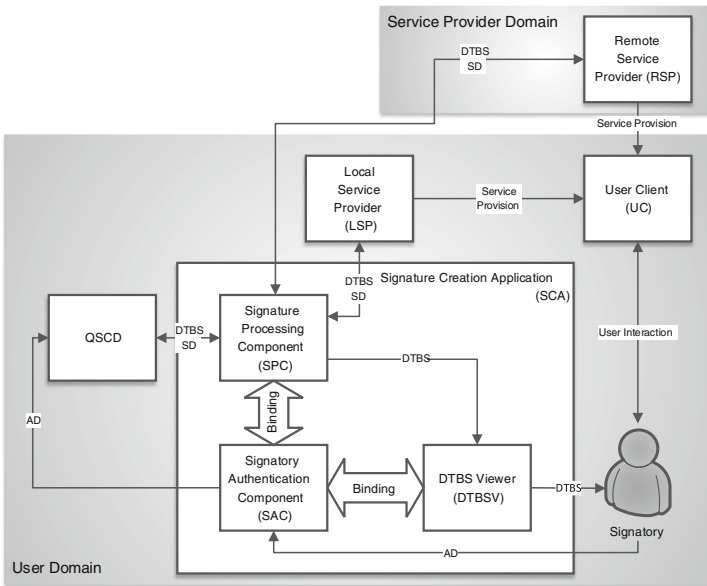 Service Provider Domain
DTBS
SD
Remote
Service
Provider (RSP)
Service Provision
Local
Service
Provider
(LSP)
Service
Provision
User Client
(UC)
DTBS
SD
Signature Creation Application
(SCA)
QSCD
DTBS
SD
Signature
Processing
Component
(SPC)
DTBS
User Interaction
AD
Binding
Signatory
Authentication
Component
(SAC)
Binding
DTBS Viewer
(DTBSV)
DTBS
Signatory
AD
User Domain